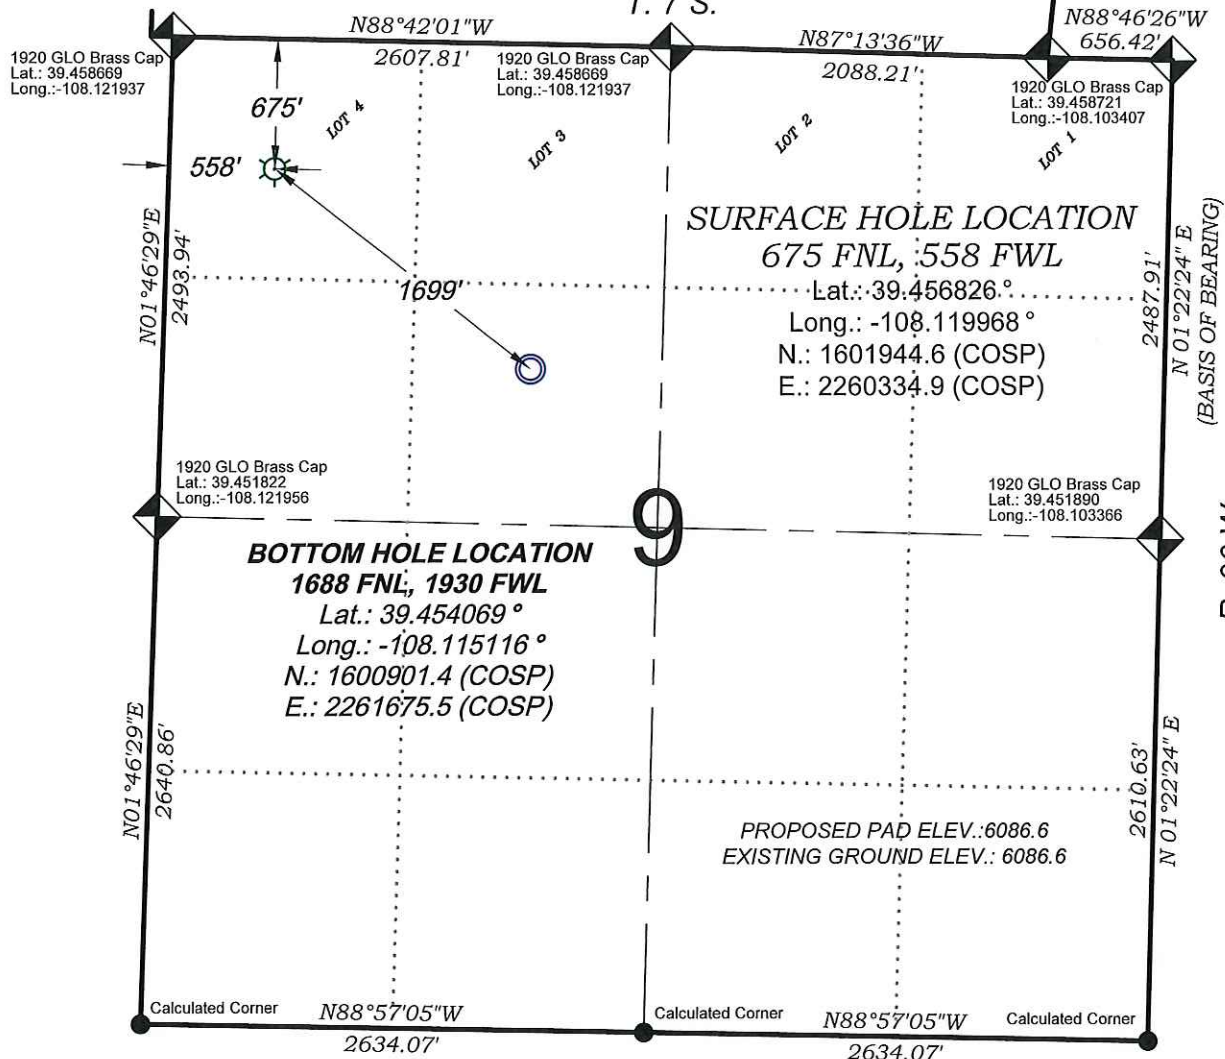 T. 7 S.
N88°42'01"W
2607.81'
N87°13'36"W
2088.21'
N88°46'26"W
656.42'
1920 GLO Brass Cap
Lat.: 39.458669
Long.:-108.121937
1920 GLO Brass Cap
Lat.: 39.458669
Long.:-108.121937
1920 GLO Brass Cap
Lat.: 39.458721
Long.:-108.103407
675'
LOT 4
LOT 3
LOT 2
LOT 1
558'
1699'
N01°46'29"E
2493.94'
SURFACE HOLE LOCATION
675 FNL, 558 FWL
Lat.: 39.456826°
Long.: -108.119968°
N.: 1601944.6 (COSP)
E.: 2260334.9 (COSP)
2487.91'
N 01°22'24" E
(BASIS OF BEARING)
1920 GLO Brass Cap
Lat.: 39.451822
Long.:-108.121956
1920 GLO Brass Cap
Lat.: 39.451890
Long.:-108.103366
9
BOTTOM HOLE LOCATION
1688 FNL, 1930 FWL
Lat.: 39.454069°
Long.: -108.115116°
N.: 1600901.4 (COSP)
E.: 2261675.5 (COSP)
N01°46'29"E
2640.86'
2610.63'
N 01°22'24" E
PROPOSED PAD ELEV.:6086.6
EXISTING GROUND ELEV.: 6086.6
Calculated Corner
N88°57'05"W
2634.07'
Calculated Corner
N88°57'05"W
2634.07'
Calculated Corner